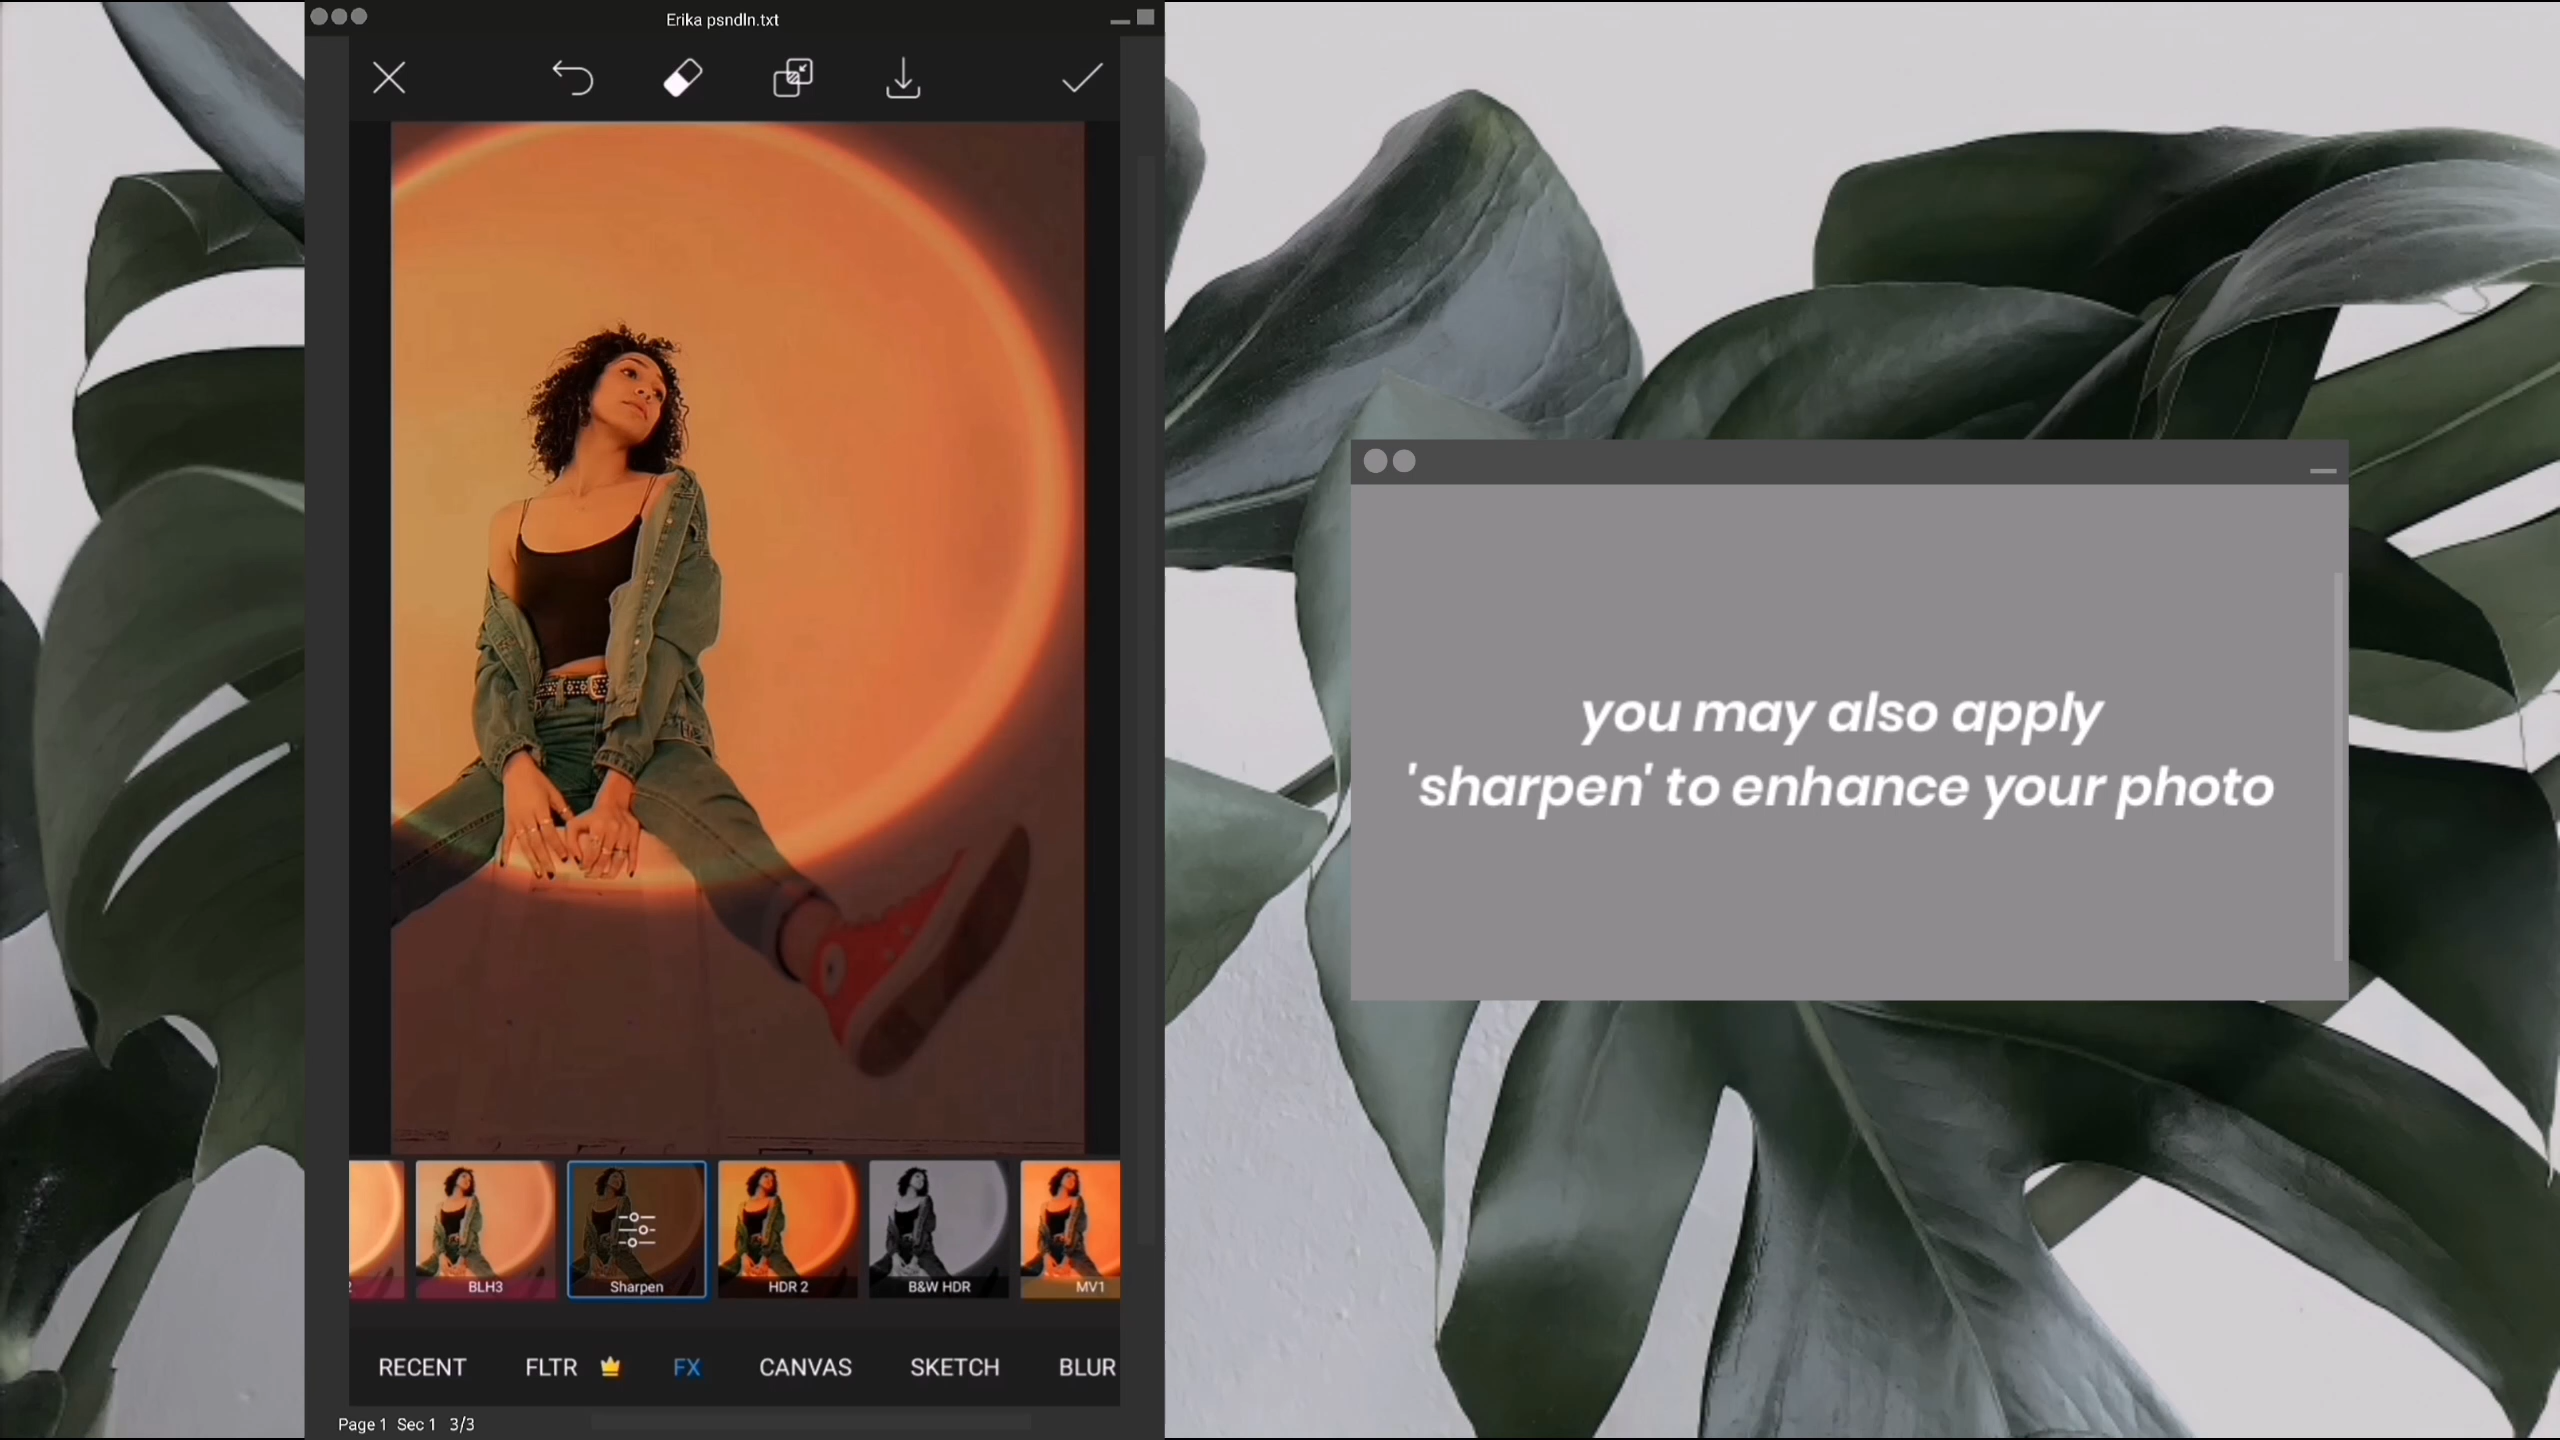 Erika psndln.txt
you may also apply
'sharpen' to enhance your photo
BLH3
Sharpen
HDR 2
B&W HDR
MV1
RECENT
FLTR
FX
CANVAS
SKETCH
BLUR
Page 1 Sec 1 3/3